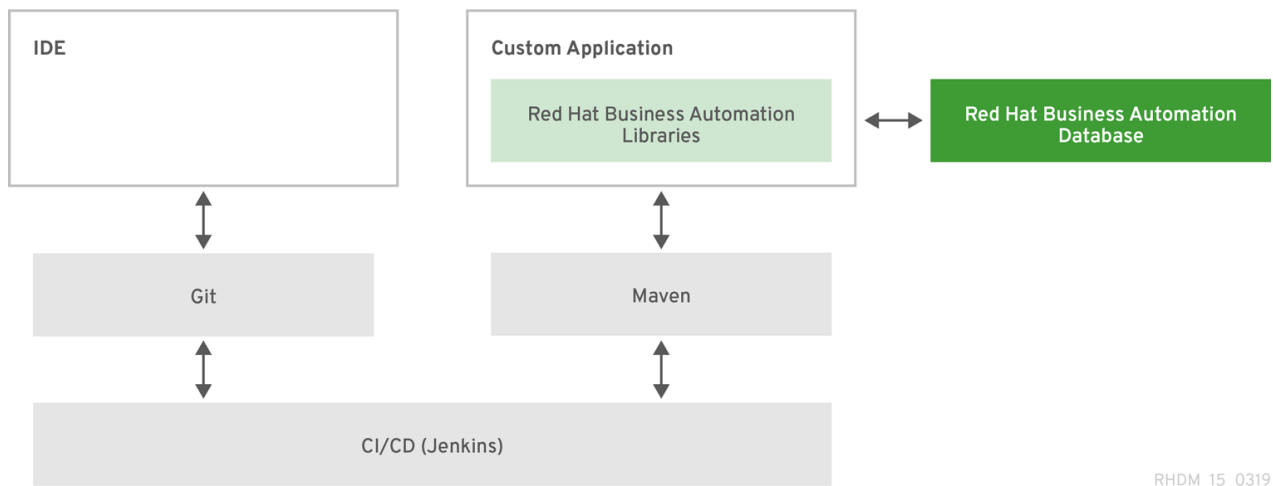 IDE
Custom Application
Red Hat Business Automation
Libraries
Red Hat Business Automation
Database
Git
Maven
CI/CD (Jenkins)
RHDM 15 0319